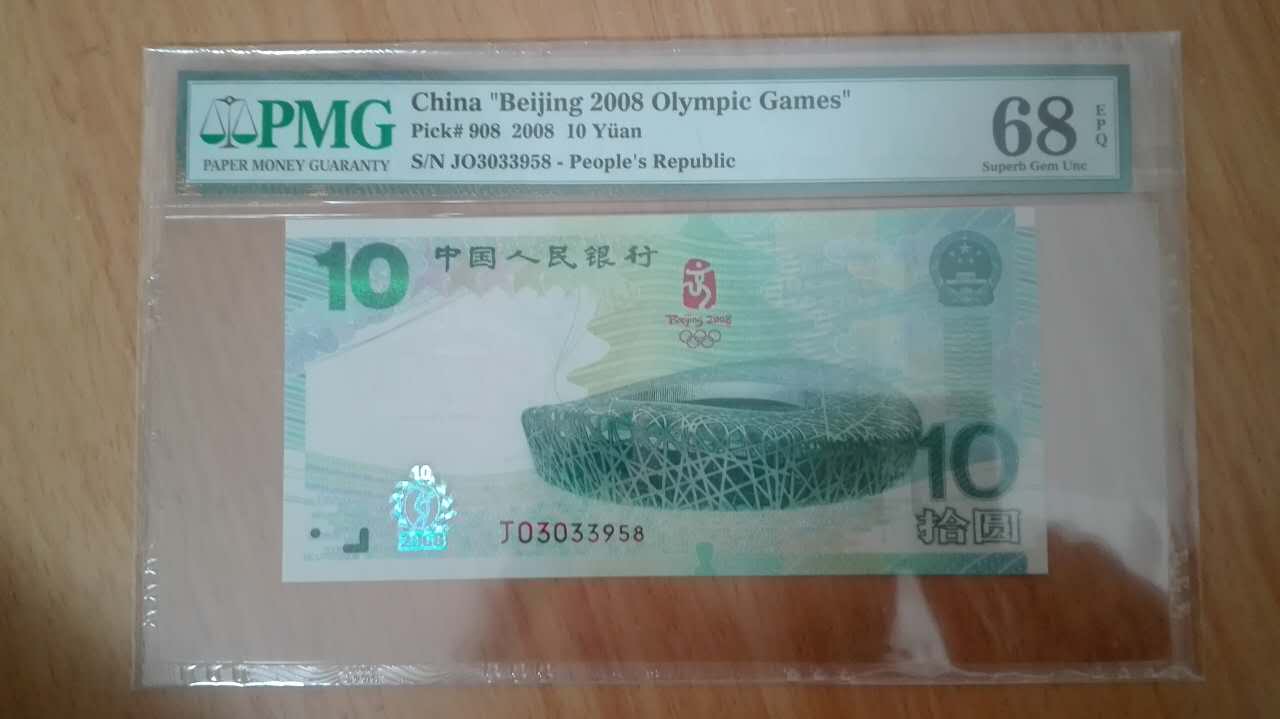 PMG
PAPER MONEY GUARANTY
China "Beijing 2008 Olympic Games"
Pick# 908 2008 10 Yüan
S/N JO3033958 - People's Republic
68
EPQ
Superb Gem Unc
10
中国人民银行
Beijing 2008
10
拾圆
10
2008
JO3033958